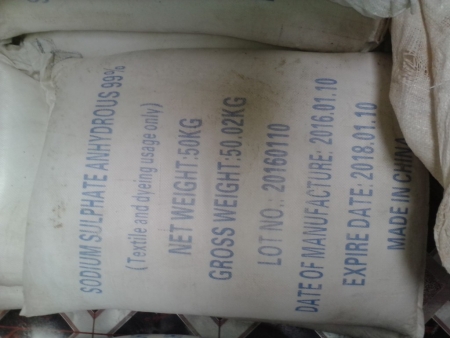 SODIUM SULPHATE ANHYDROUS 99%
(Textile and dyeing usage only)
NET WEIGHT:50KG
GROSS WEIGHT:50.02KG
LOT NO.: 20160110
DATE OF MANUFACTURE: 2016.01.10
EXPIRE DATE: 2018.01.10
MADE IN CHINA